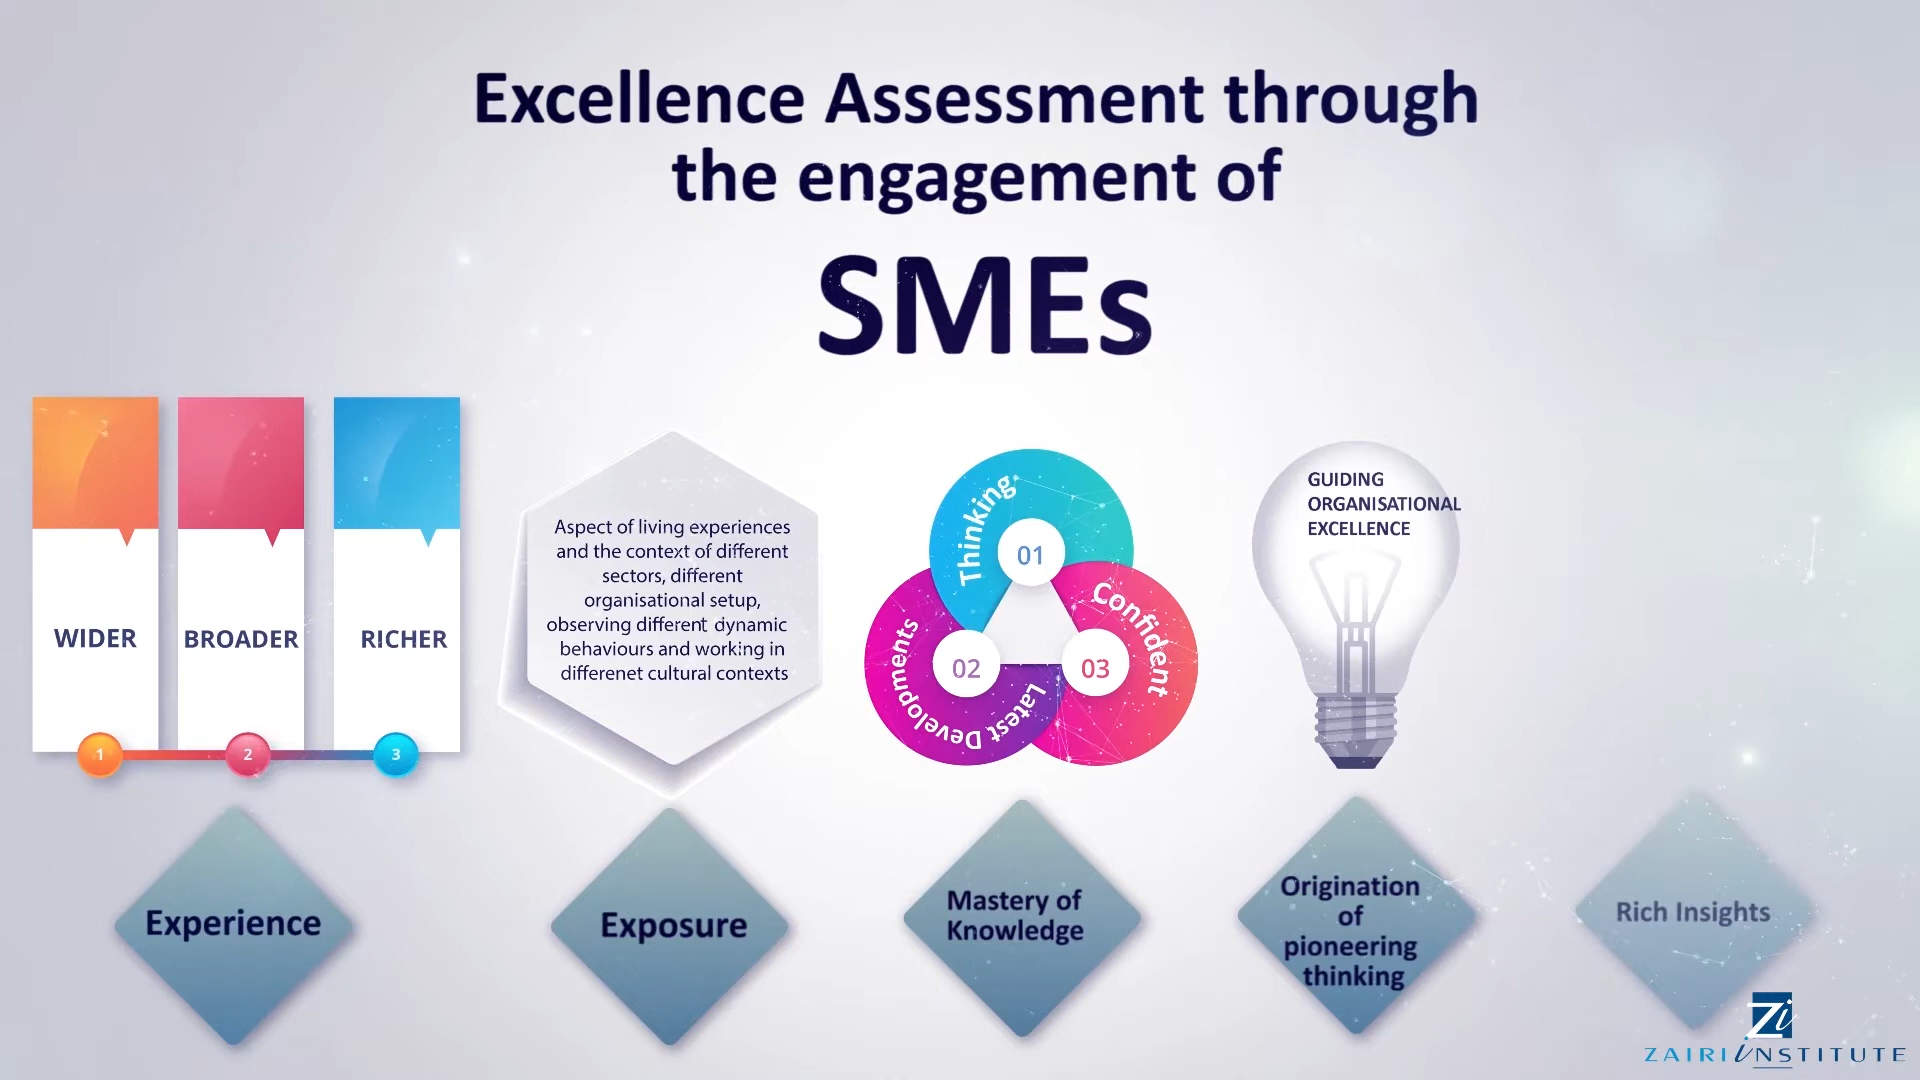 Excellence Assessment through
the engagement of
SMEs
WIDER
BROADER
RICHER
1
2
3
Aspect of living experiences
and the context of different
sectors, different
organisational setup,
observing different dynamic
behaviours and working in
differenet cultural contexts
Thinking
01
Latest Developments
02
Confident
03
GUIDING
ORGANISATIONAL
EXCELLENCE
Experience
Exposure
Mastery of
Knowledge
Origination
of
pioneering
thinking
Rich Insights
Zi
ZAIRI iNSTITUTE